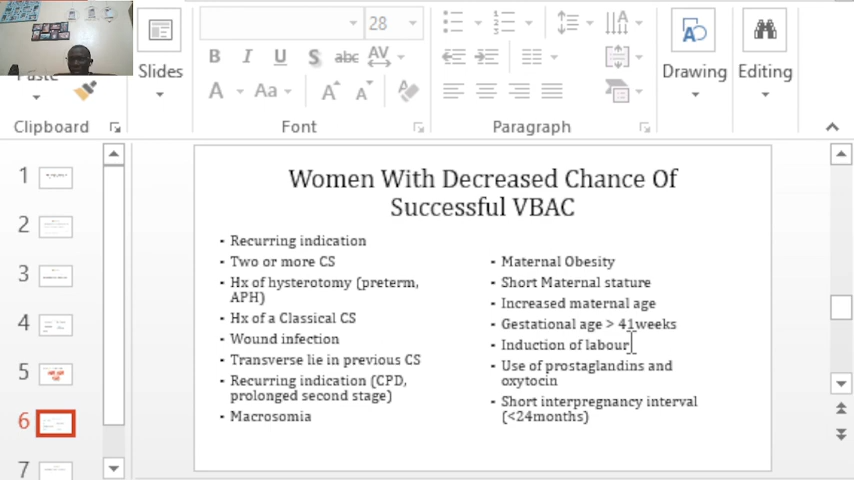 28
Paste
Slides
Drawing
Editing
B I U S abc AV
A Aa A A
Clipboard
Font
Paragraph
1
2
3
4
5
6
7
Women With Decreased Chance Of
Successful VBAC
▪ Recurring indication
▪ Two or more CS
▪ Hx of hysterotomy (preterm,
APH)
▪ Hx of a Classical CS
▪ Wound infection
▪ Transverse lie in previous CS
▪ Recurring indication (CPD,
prolonged second stage)
▪ Macrosomia
▪ Maternal Obesity
▪ Short Maternal stature
▪ Increased maternal age
▪ Gestational age > 41weeks
▪ Induction of labour
▪ Use of prostaglandins and
oxytocin
▪ Short interpregnancy interval
(<24months)